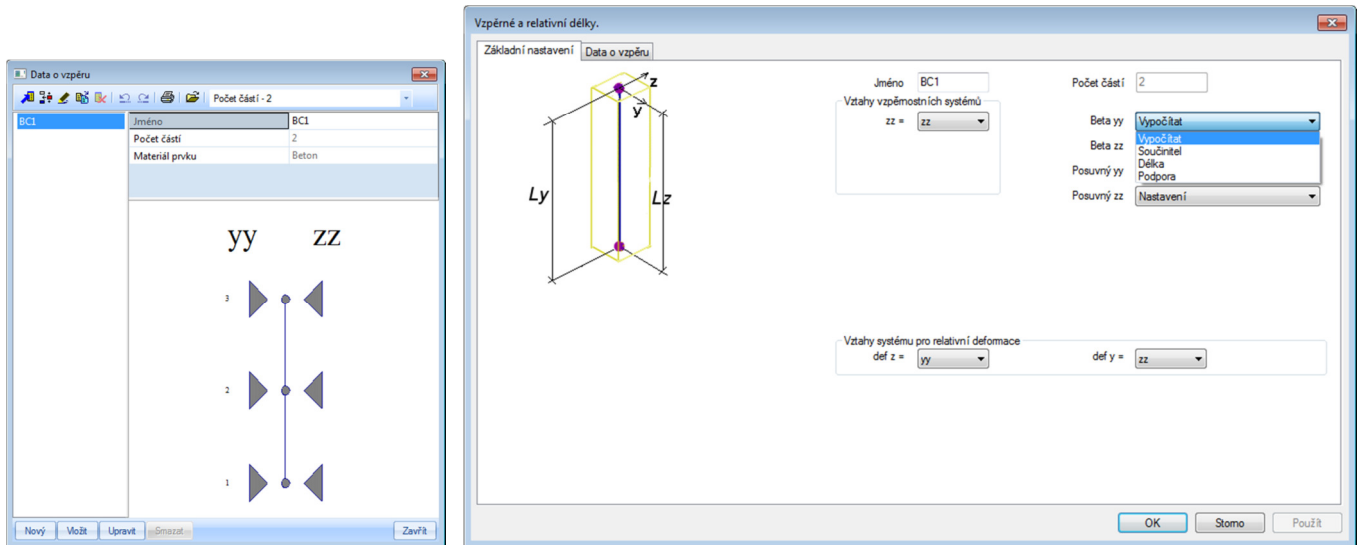 Data o vzpěru
Počet částí - 2
BC1
Jméno BC1
Počet částí 2
Materiál prvku Beton
yy zz
3
2
1
Nový Vložit Upravit Smazat Zavřít
Vzpěrné a relativní délky.
Základní nastavení Data o vzpěru
z
y
Ly
Lz
Jméno BC1 Počet částí 2
Vztahy vzpěrnostních systémů
zz = zz
Beta yy Vypočítat
Vypočítat
Beta zz Součinitel
Délka
Posuvný yy Podpora
Posuvný zz Nastavení
Vztahy systému pro relativní deformace
def z = yy def y = zz
OK Storno Použít